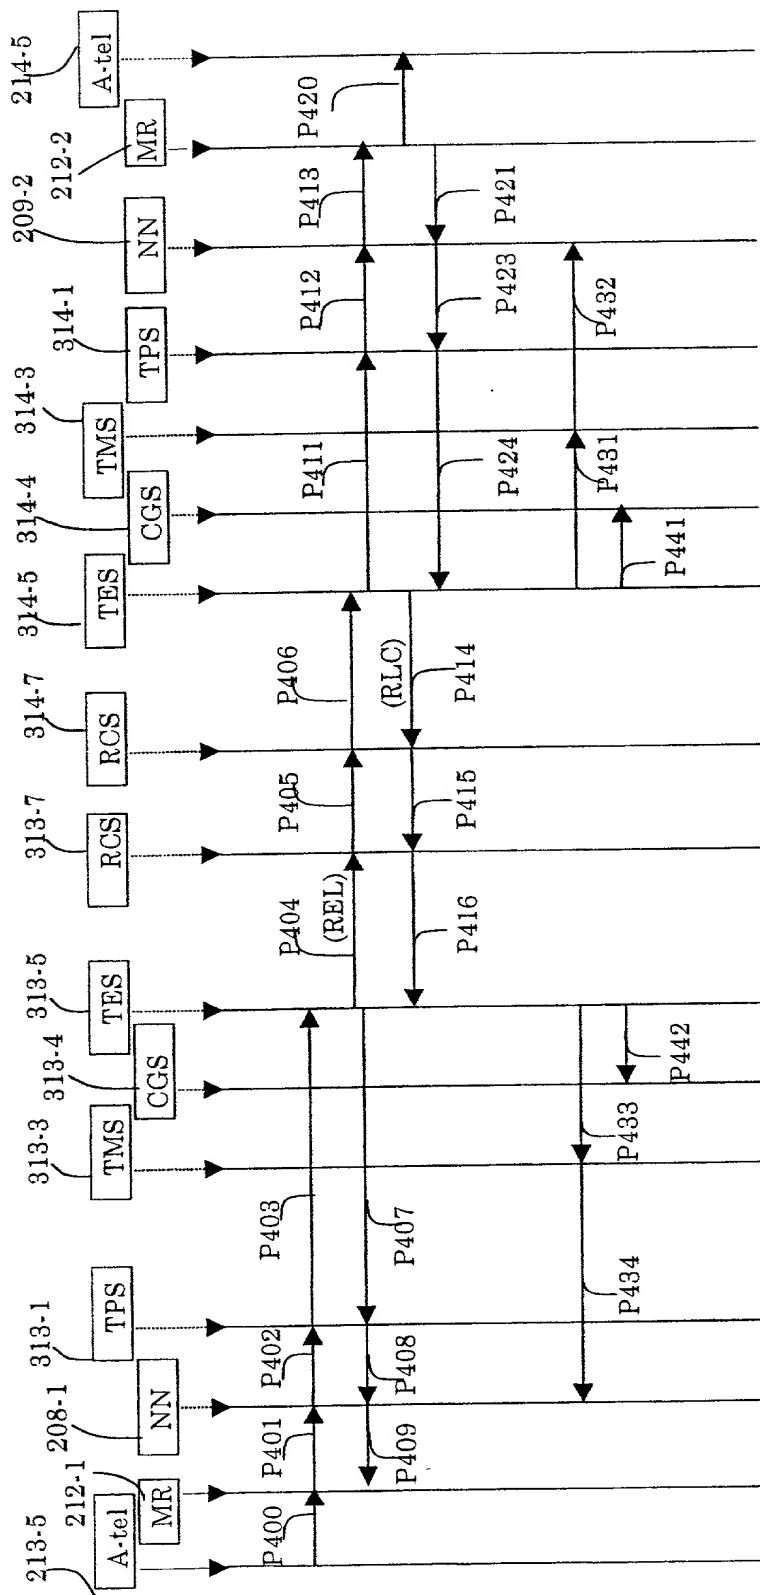 213-5
A-tel
212-1
MR
208-1
NN
313-1
TPS
313-3
TMS
313-4
CGS
313-5
TES
313-7
RCS
314-7
RCS
314-5
TES
314-4
CGS
314-3
TMS
314-1
TPS
209-2
NN
212-2
MR
214-5
A-tel
P400
P401
P402
P403
P404
(REL)
P405
P406
P411
P412
P413
P420
P409
P408
P407
P416
P415
(RLC)
P414
P424
P423
P421
P434
P433
P442
P431
P432
P441